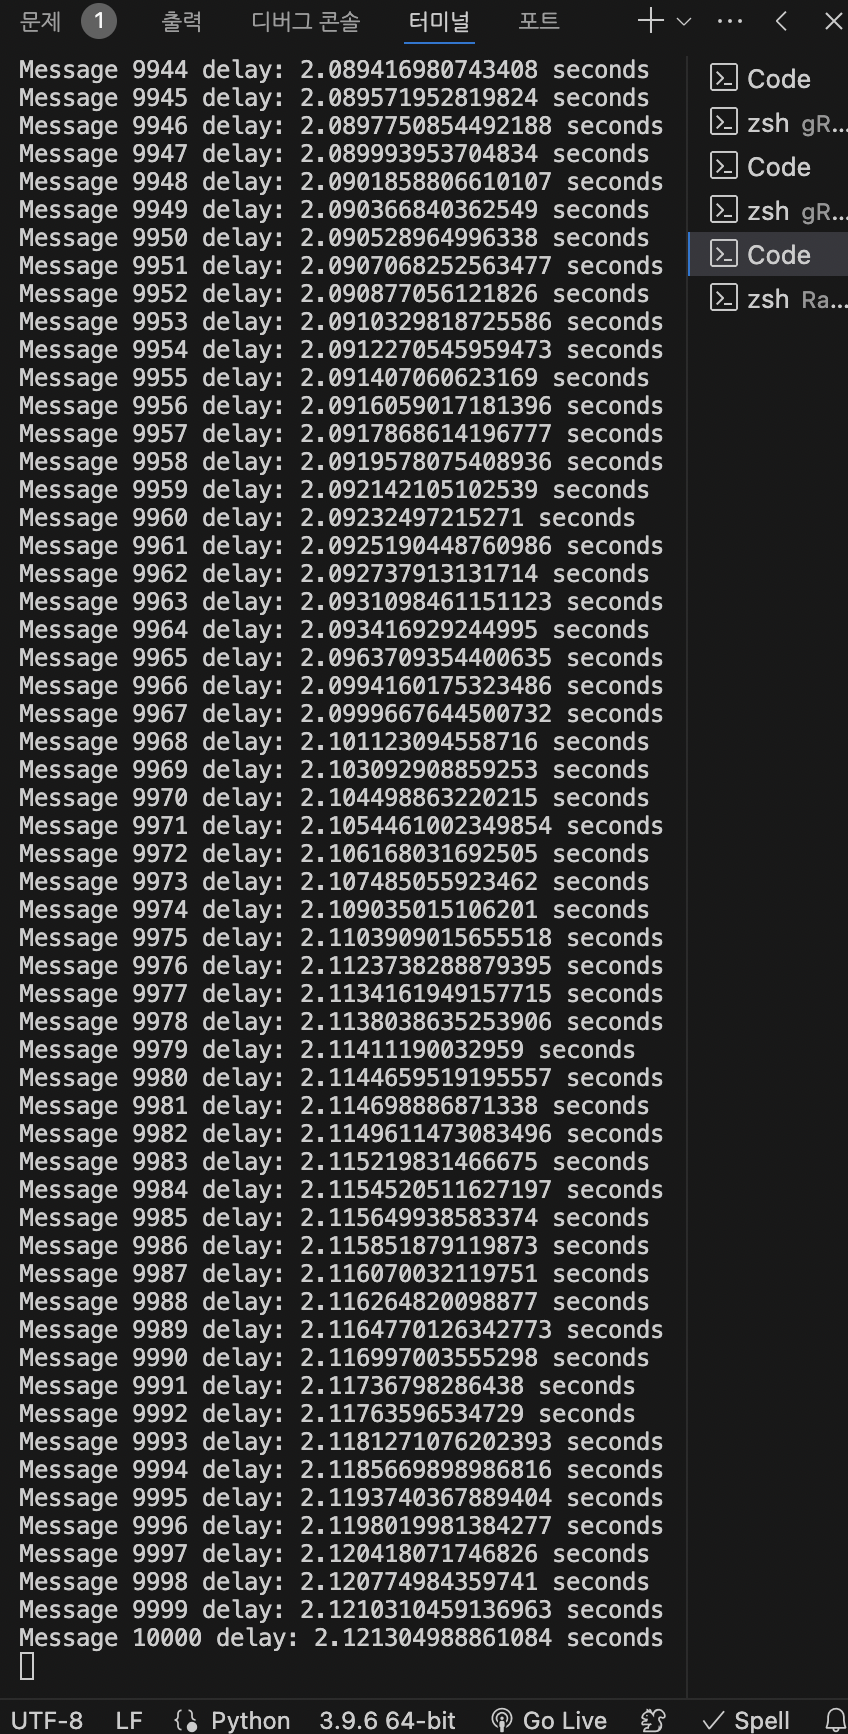 문제 1 출력 디버그 콘솔 터미널 포트
Message 9944 delay: 2.089416980743408 seconds
Message 9945 delay: 2.089571952819824 seconds
Message 9946 delay: 2.0897750854492188 seconds
Message 9947 delay: 2.089993953704834 seconds
Message 9948 delay: 2.0901858806610107 seconds
Message 9949 delay: 2.090366840362549 seconds
Message 9950 delay: 2.090528964996338 seconds
Message 9951 delay: 2.0907068252563477 seconds
Message 9952 delay: 2.090877056121826 seconds
Message 9953 delay: 2.0910329818725586 seconds
Message 9954 delay: 2.0912270545959473 seconds
Message 9955 delay: 2.091407060623169 seconds
Message 9956 delay: 2.0916059017181396 seconds
Message 9957 delay: 2.0917868614196777 seconds
Message 9958 delay: 2.0919578075408936 seconds
Message 9959 delay: 2.092142105102539 seconds
Message 9960 delay: 2.09232497215271 seconds
Message 9961 delay: 2.0925190448760986 seconds
Message 9962 delay: 2.092737913131714 seconds
Message 9963 delay: 2.0931098461151123 seconds
Message 9964 delay: 2.093416929244995 seconds
Message 9965 delay: 2.0963709354400635 seconds
Message 9966 delay: 2.0994160175323486 seconds
Message 9967 delay: 2.0999667644500732 seconds
Message 9968 delay: 2.101123094558716 seconds
Message 9969 delay: 2.103092908859253 seconds
Message 9970 delay: 2.104498863220215 seconds
Message 9971 delay: 2.1054461002349854 seconds
Message 9972 delay: 2.106168031692505 seconds
Message 9973 delay: 2.107485055923462 seconds
Message 9974 delay: 2.109035015106201 seconds
Message 9975 delay: 2.1103909015655518 seconds
Message 9976 delay: 2.1123738288879395 seconds
Message 9977 delay: 2.1134161949157715 seconds
Message 9978 delay: 2.1138038635253906 seconds
Message 9979 delay: 2.11411190032959 seconds
Message 9980 delay: 2.1144659519195557 seconds
Message 9981 delay: 2.114698886871338 seconds
Message 9982 delay: 2.1149611473083496 seconds
Message 9983 delay: 2.115219831466675 seconds
Message 9984 delay: 2.1154520511627197 seconds
Message 9985 delay: 2.115649938583374 seconds
Message 9986 delay: 2.115851879119873 seconds
Message 9987 delay: 2.116070032119751 seconds
Message 9988 delay: 2.116264820098877 seconds
Message 9989 delay: 2.1164770126342773 seconds
Message 9990 delay: 2.116997003555298 seconds
Message 9991 delay: 2.11736798286438 seconds
Message 9992 delay: 2.11763596534729 seconds
Message 9993 delay: 2.1181271076202393 seconds
Message 9994 delay: 2.1185669898986816 seconds
Message 9995 delay: 2.1193740367889404 seconds
Message 9996 delay: 2.1198019981384277 seconds
Message 9997 delay: 2.120418071746826 seconds
Message 9998 delay: 2.120774984359741 seconds
Message 9999 delay: 2.1210310459136963 seconds
Message 10000 delay: 2.121304988861084 seconds
Code
zsh gR...
Code
zsh gR...
Code
zsh Ra...
UTF-8 LF Python 3.9.6 64-bit Go Live Spell